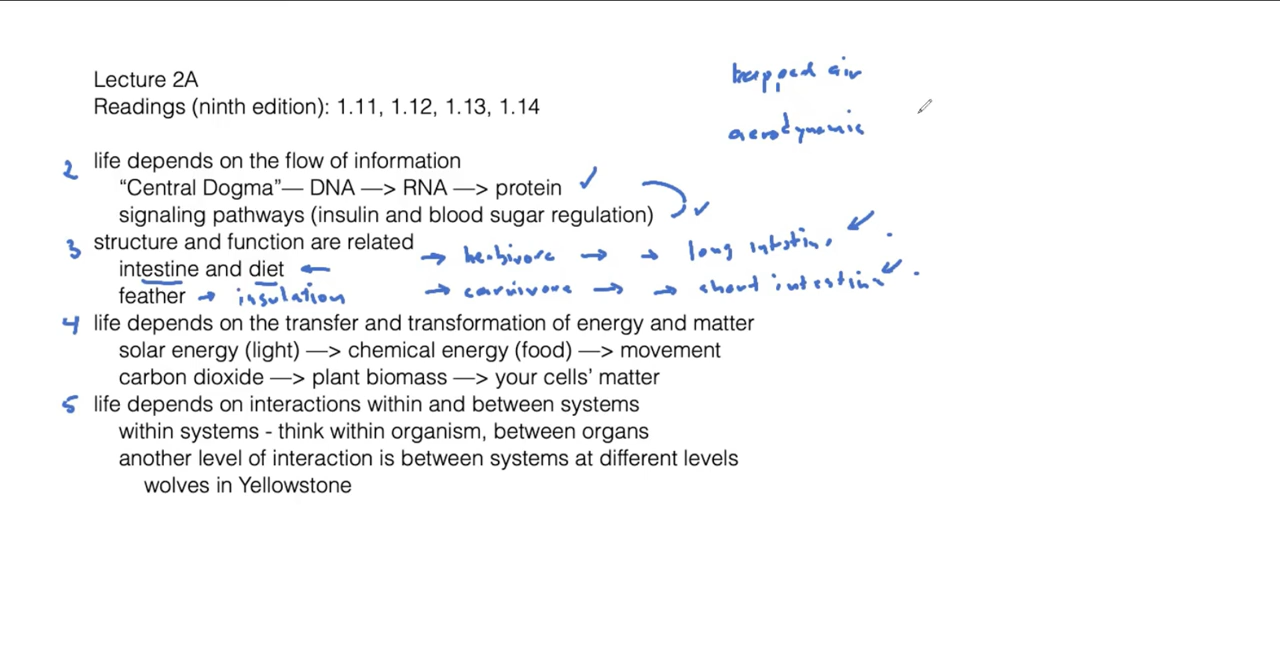 Lecture 2A
Readings (ninth edition): 1.11, 1.12, 1.13, 1.14
trapped air
aerodynamic
2 life depends on the flow of information
“Central Dogma”— DNA —> RNA —> protein ✓
signaling pathways (insulin and blood sugar regulation) ✓
3 structure and function are related → herbivore → → long intestine
intestine and diet ←
feather → insulation → carnivore → → short intestine
4 life depends on the transfer and transformation of energy and matter
solar energy (light) —> chemical energy (food) —> movement
carbon dioxide —> plant biomass —> your cells’ matter
5 life depends on interactions within and between systems
within systems - think within organism, between organs
another level of interaction is between systems at different levels
wolves in Yellowstone